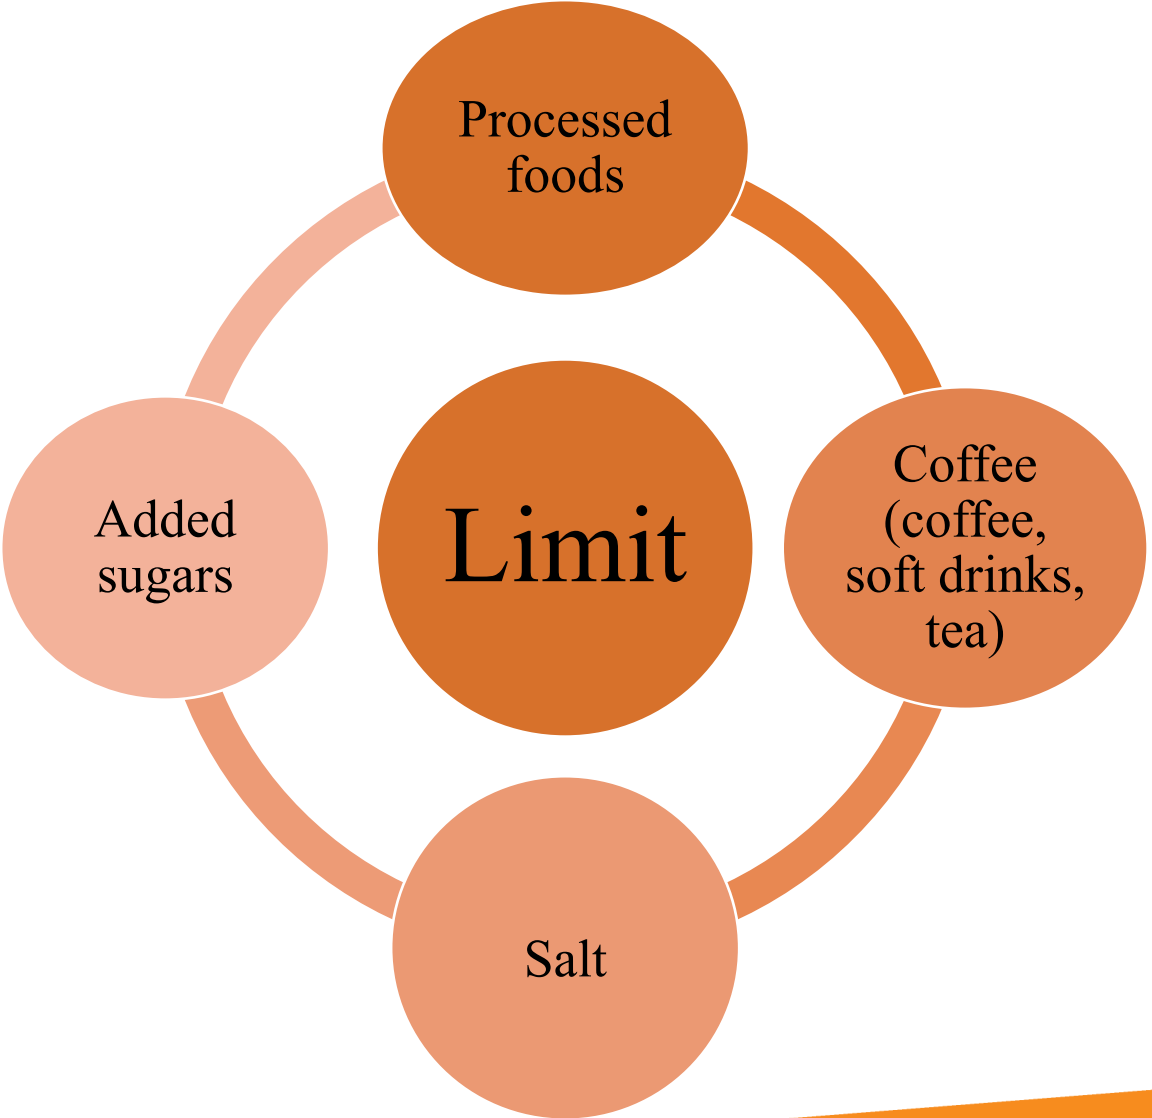 Processed
foods
Coffee
(coffee,
soft drinks,
tea)
Limit
Added
sugars
Salt